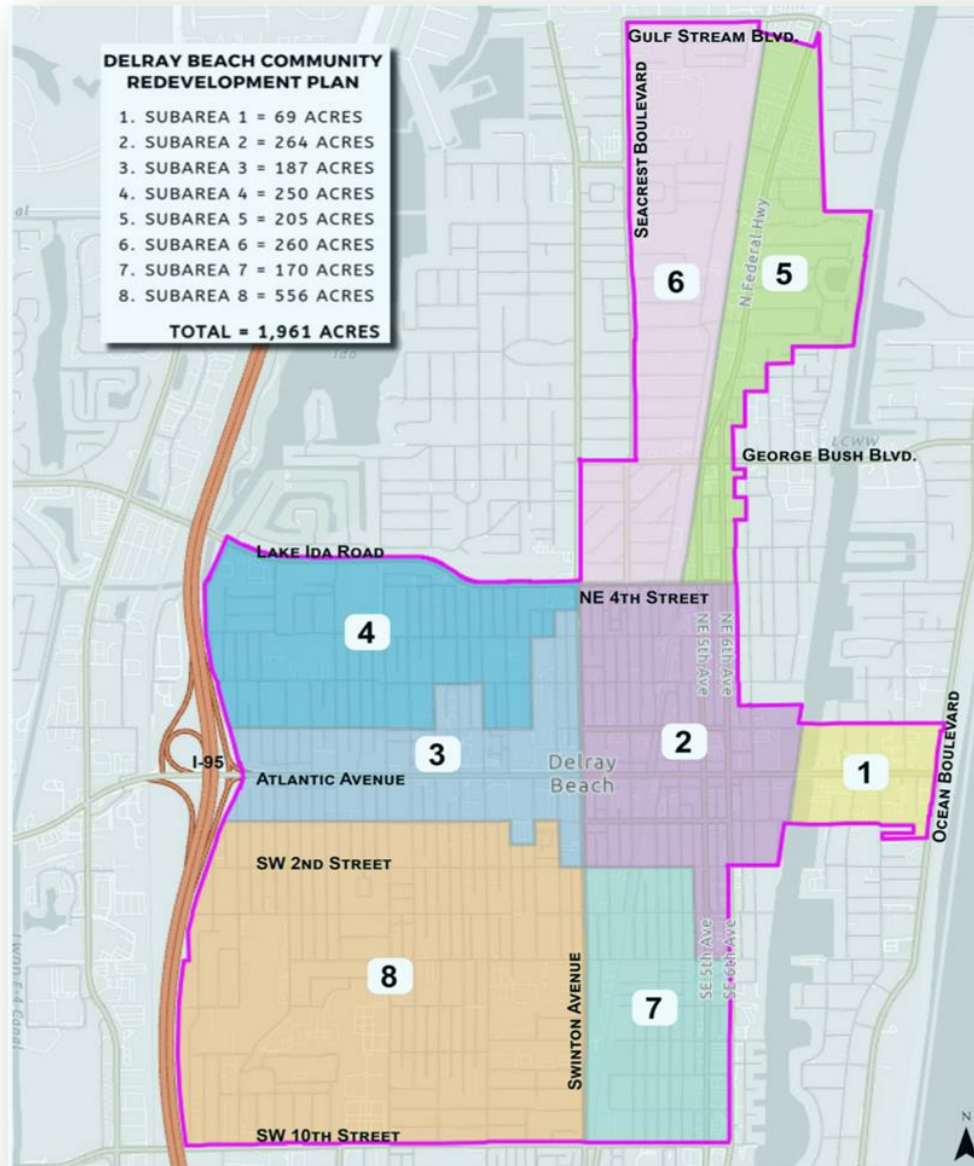 DELRAY BEACH COMMUNITY
REDEVELOPMENT PLAN
1. SUBAREA 1 = 69 ACRES
2. SUBAREA 2 = 264 ACRES
3. SUBAREA 3 = 187 ACRES
4. SUBAREA 4 = 250 ACRES
5. SUBAREA 5 = 205 ACRES
6. SUBAREA 6 = 260 ACRES
7. SUBAREA 7 = 170 ACRES
8. SUBAREA 8 = 556 ACRES
TOTAL = 1,961 ACRES
GULF STREAM BLVD.
SEACREST BOULEVARD
N Federal Hwy
5
6
LCWW
GEORGE BUSH BLVD.
LAKE IDA ROAD
NE 4TH STREET
4
NE 5th Ave
NE 6th Ave
OCEAN BOULEVARD
3
2
1
I-95
Delray
Beach
ATLANTIC AVENUE
SW 2ND STREET
SE 5th Ave
SE 6th Ave
SWINTON AVENUE
8
7
SW 10TH STREET
N